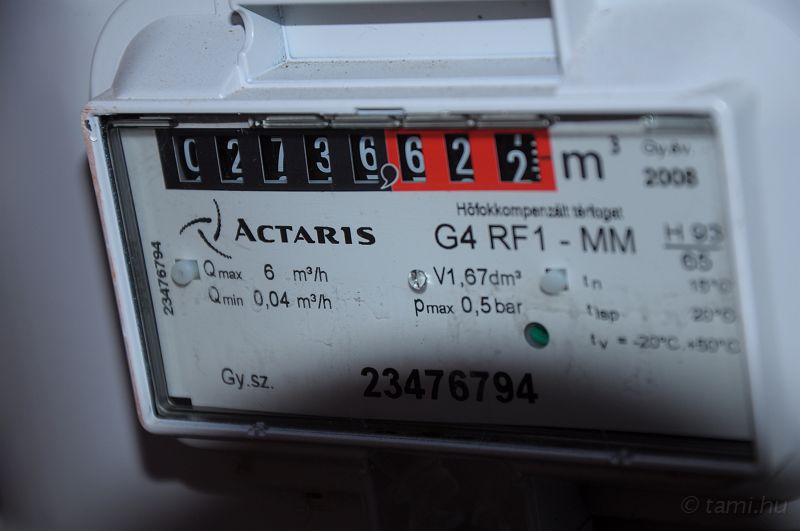 02736,622 m³
Gy.év.
2008
Hőfokkompenzált térfogat
ACTARIS
G4 RF1 - MM
H 93
65
23476794
Qmax 6 m³/h
Qmin 0,04 m³/h
V1,67dm³
pmax 0,5bar
tn 15°C
tsp 20°C
tv = -20°C.+50°C
Gy.sz. 23476794
© tami.hu